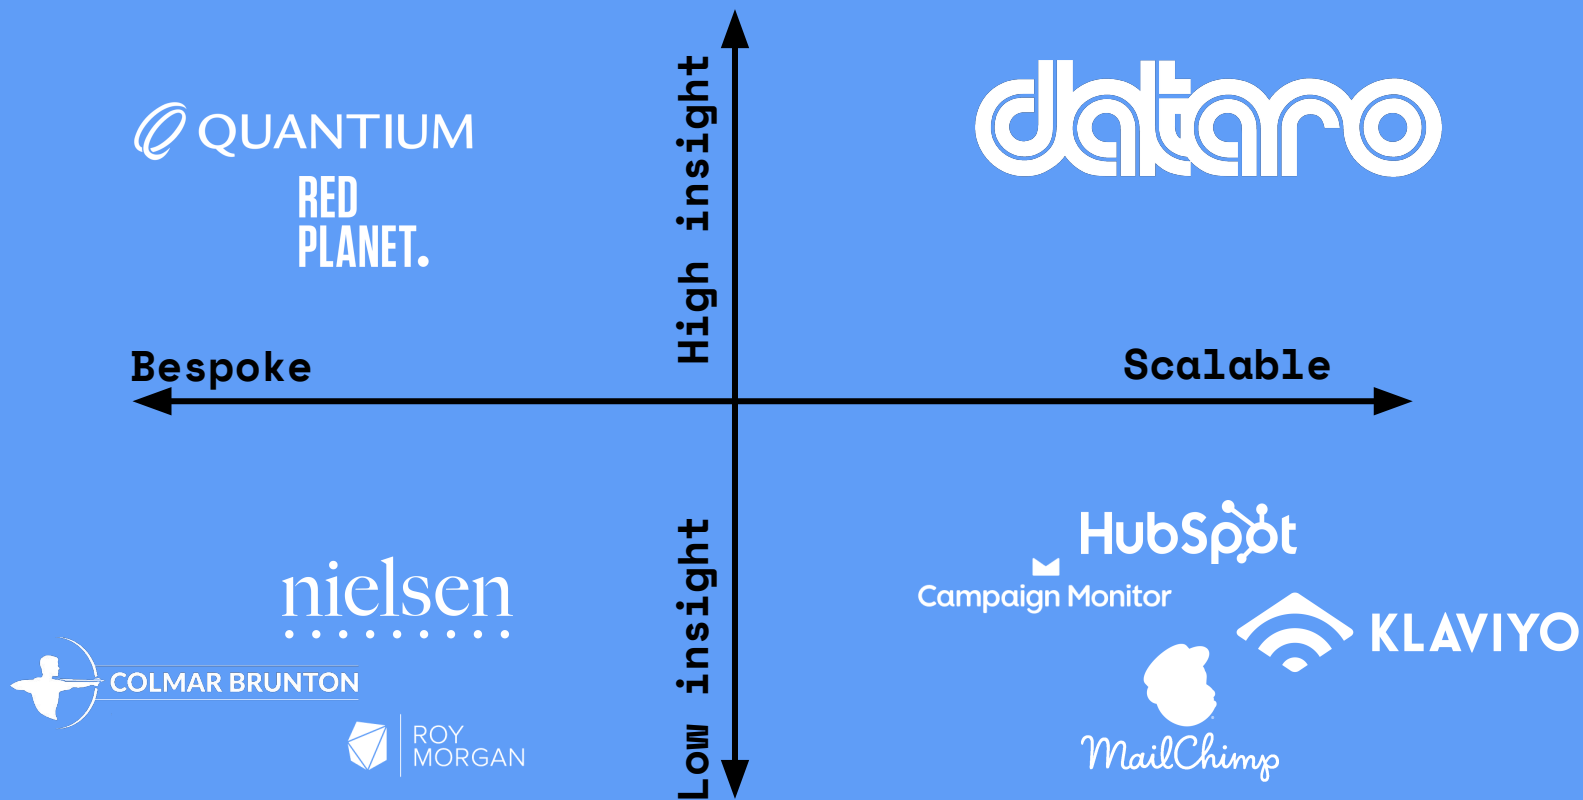 dataro
QUANTIUM
RED
PLANET.
High insight
Bespoke
Scalable
HubSpot
Low insight
nielsen
Campaign Monitor
KLAVIYO
COLMAR BRUNTON
ROY
MORGAN
MailChimp